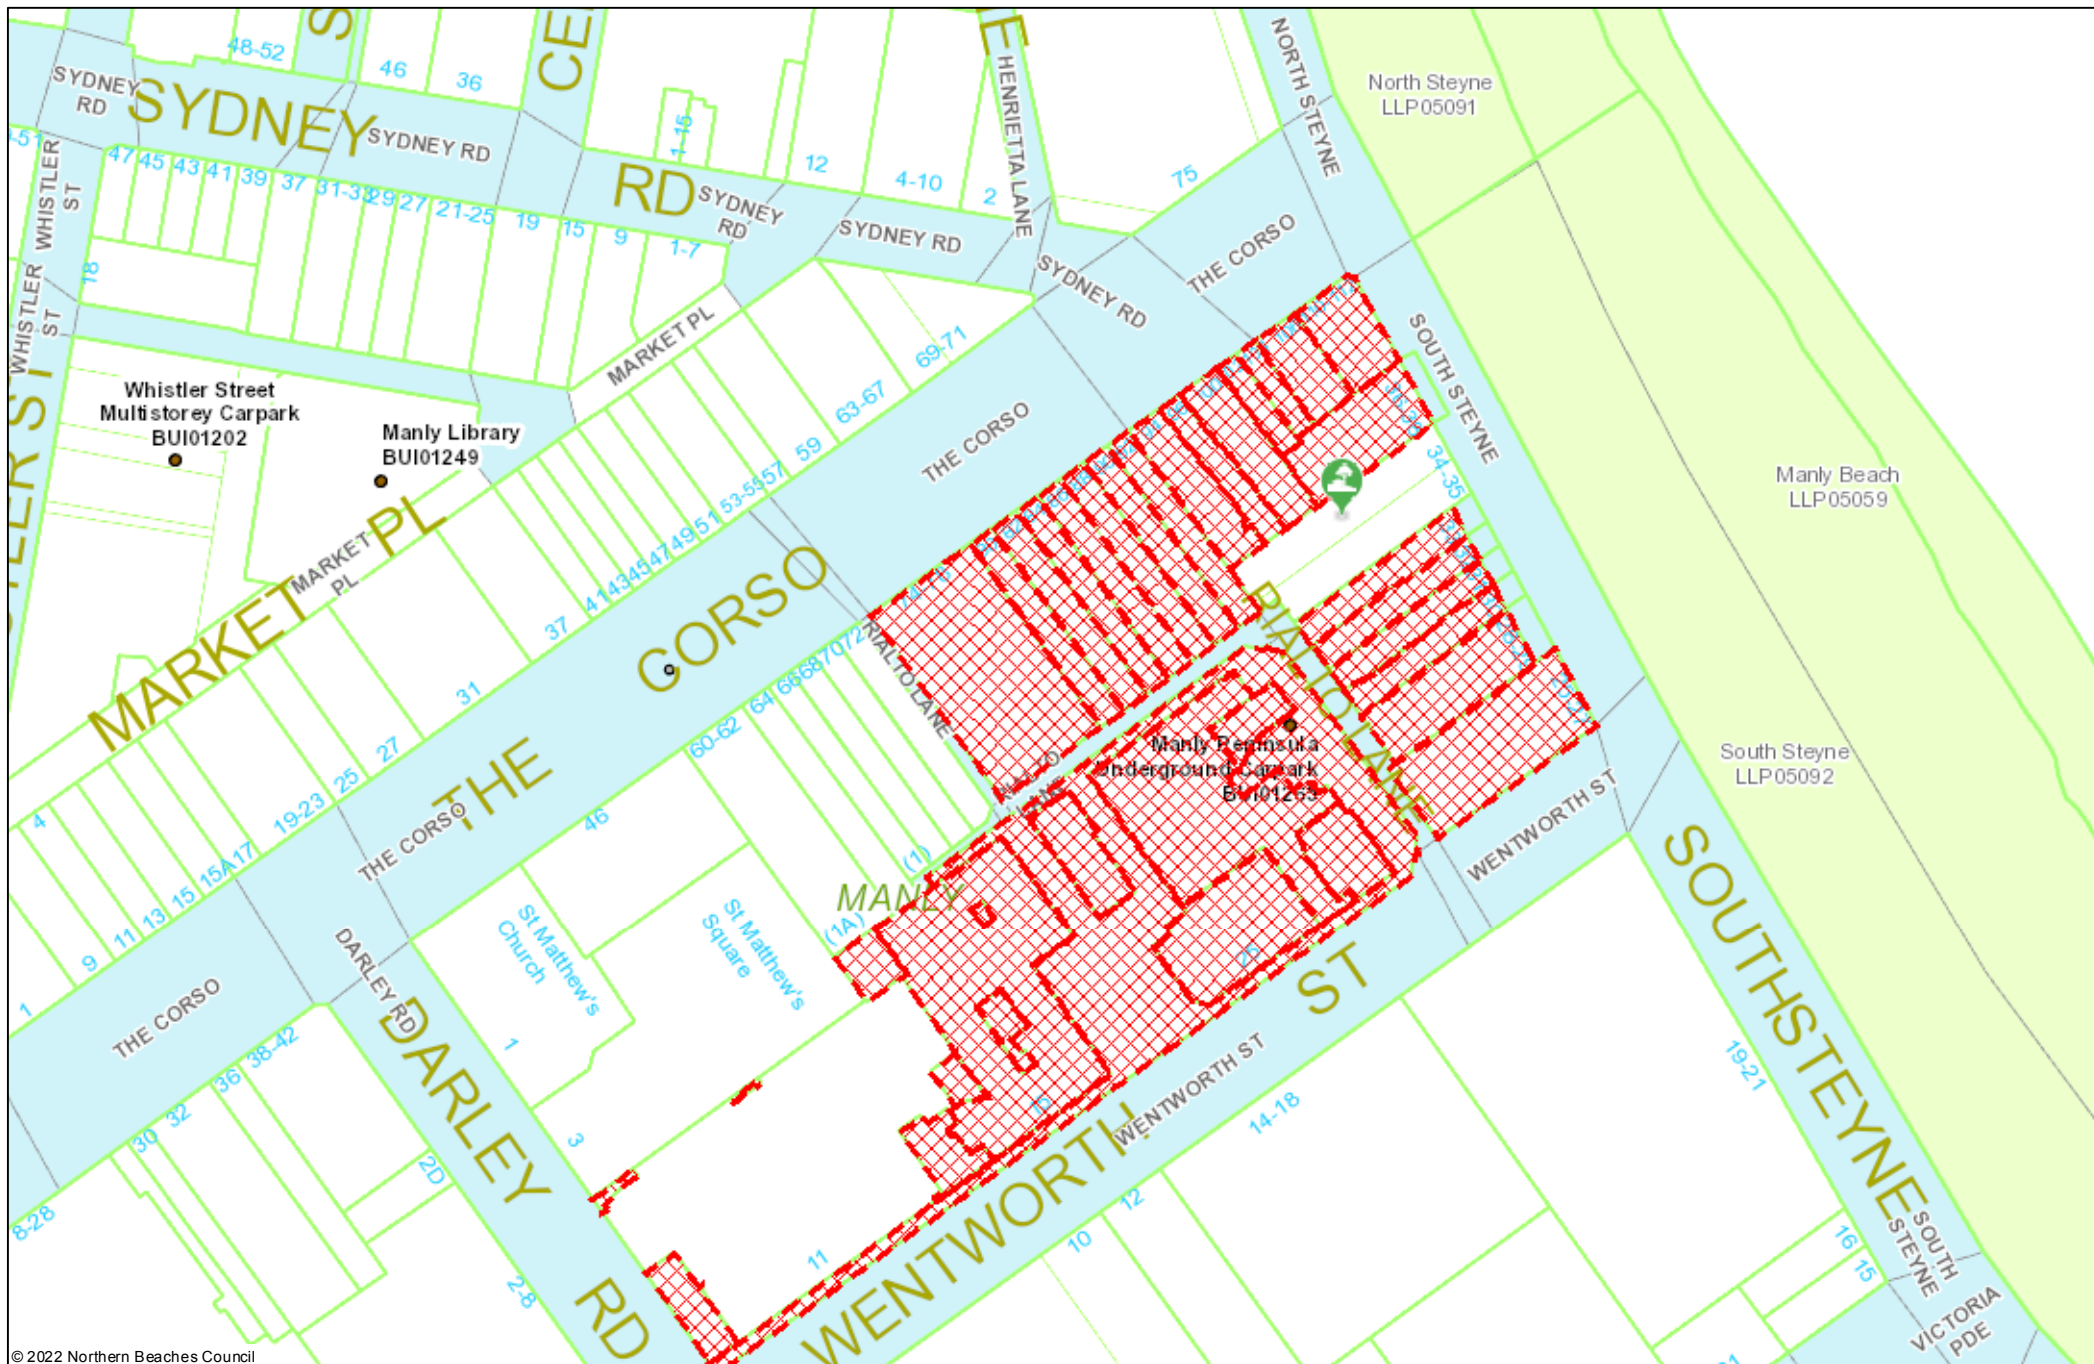 48-52
46
36
SYDNEY
RD
SYDNEY
SYDNEY RD
RD
SYDNEY
RD
SYDNEY RD
SYDNEY RD
HENRIETTA LANE
NORTH STEYNE
North Steyne
LLP05091
1-15
12
4-10
2
75
47
45
43
41
39
37
31-33
29
27
21-25
19
15
9
1-7
WHISTLER
ST
WHISTLER
ST
18
THE CORSO
MARKET PL
69-71
63-67
59
57
53-55
51
49
47
45
43
41
37
31
27
25
19-23
17
15A
15
13
11
9
4
1
Whistler Street
Multistorey Carpark
BUI01202
Manly Library
BUI01249
MARKET
PL
MARKET
PL
THE CORSO
SOUTH STEYNE
34-35
Manly Beach
LLP05059
THE
CORSO
THE CORSO
THE CORSO
72
70
68
66
64
60-62
46
RIALTO LANE
RIALTO LANE
RIALTO
LANE
Manly Peninsula
Underground Carpark
BUI01263
South Steyne
LLP05092
WENTWORTH ST
(1)
MANLY
(1A)
St Matthew's
Church
St Matthew's
Square
DARLEY RD
DARLEY
RD
1
3
38-42
36
32
30
8-28
2D
2-8
25
15
11
WENTWORTH
ST
WENTWORTH ST
14-18
12
10
SOUTH STEYNE
19-21
16
15
SOUTH
STEYNE
VICTORIA
PDE
© 2022 Northern Beaches Council